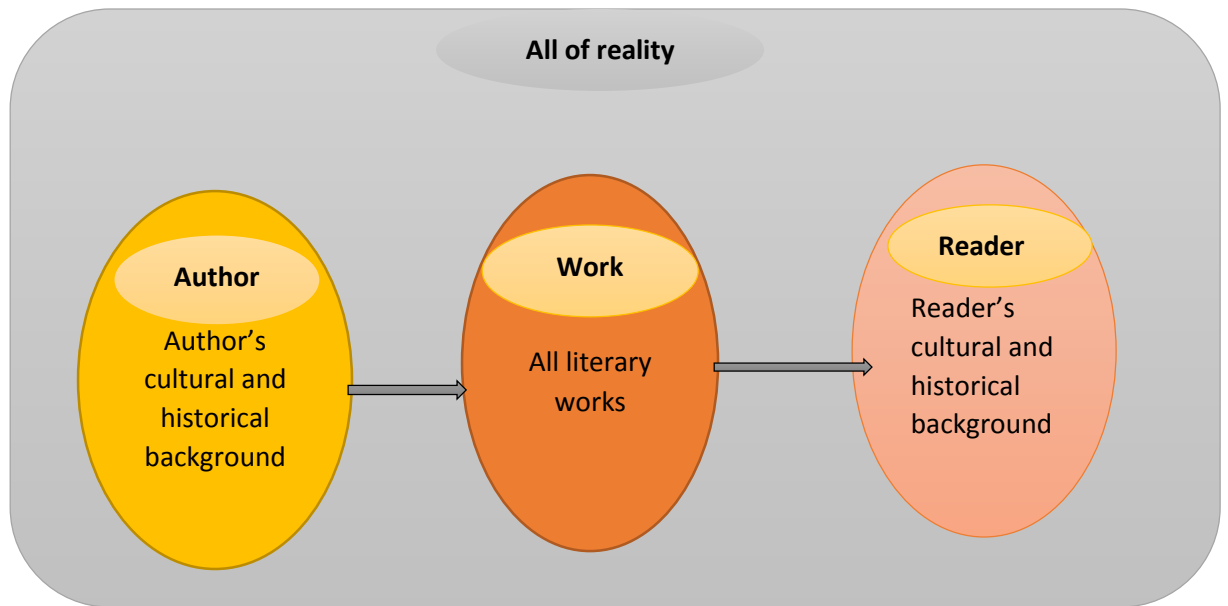 All of reality
Author
Author’s
cultural and
historical
background
Work
All literary
works
Reader
Reader’s
cultural and
historical
background